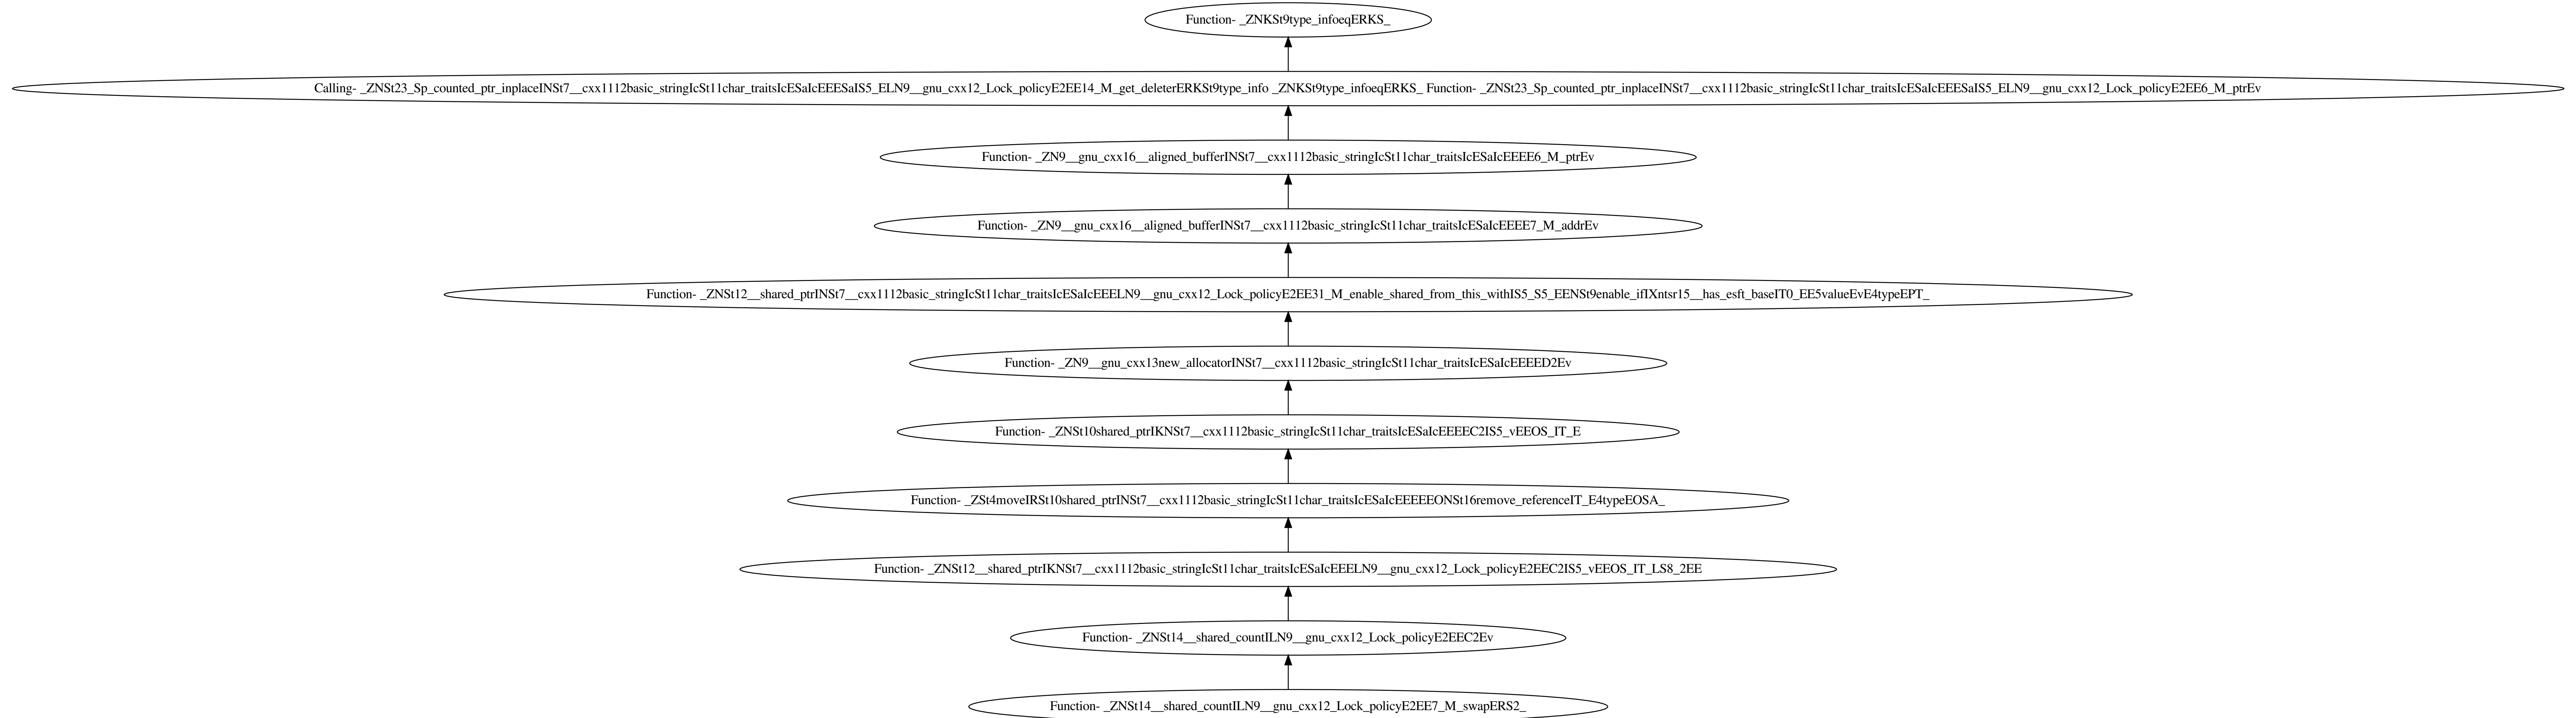 Function- _ZNKSt9type_infoeqERKS_
Calling- _ZNSt23_Sp_counted_ptr_inplaceINSt7__cxx1112basic_stringIcSt11char_traitsIcESaIcEEESaIS5_ELN9__gnu_cxx12_Lock_policyE2EE14_M_get_deleterERKSt9type_info _ZNKSt9type_infoeqERKS_ Function- _ZNSt23_Sp_counted_ptr_inplaceINSt7__cxx1112basic_stringIcSt11char_traitsIcESaIcEEESaIS5_ELN9__gnu_cxx12_Lock_policyE2EE6_M_ptrEv
Function- _ZN9__gnu_cxx16__aligned_bufferINSt7__cxx1112basic_stringIcSt11char_traitsIcESaIcEEEE6_M_ptrEv
Function- _ZN9__gnu_cxx16__aligned_bufferINSt7__cxx1112basic_stringIcSt11char_traitsIcESaIcEEEE7_M_addrEv
Function- _ZNSt12__shared_ptrINSt7__cxx1112basic_stringIcSt11char_traitsIcESaIcEEELN9__gnu_cxx12_Lock_policyE2EE31_M_enable_shared_from_this_withIS5_S5_EENSt9enable_ifIXntsr15__has_esft_baseIT0_EE5valueEvE4typeEPT_
Function- _ZN9__gnu_cxx13new_allocatorINSt7__cxx1112basic_stringIcSt11char_traitsIcESaIcEEEED2Ev
Function- _ZNSt10shared_ptrIKNSt7__cxx1112basic_stringIcSt11char_traitsIcESaIcEEEEC2IS5_vEEOS_IT_E
Function- _ZSt4moveIRSt10shared_ptrINSt7__cxx1112basic_stringIcSt11char_traitsIcESaIcEEEEEONSt16remove_referenceIT_E4typeEOSA_
Function- _ZNSt12__shared_ptrIKNSt7__cxx1112basic_stringIcSt11char_traitsIcESaIcEEELN9__gnu_cxx12_Lock_policyE2EEC2IS5_vEEOS_IT_LS8_2EE
Function- _ZNSt14__shared_countILN9__gnu_cxx12_Lock_policyE2EEC2Ev
Function- _ZNSt14__shared_countILN9__gnu_cxx12_Lock_policyE2EE7_M_swapERS2_